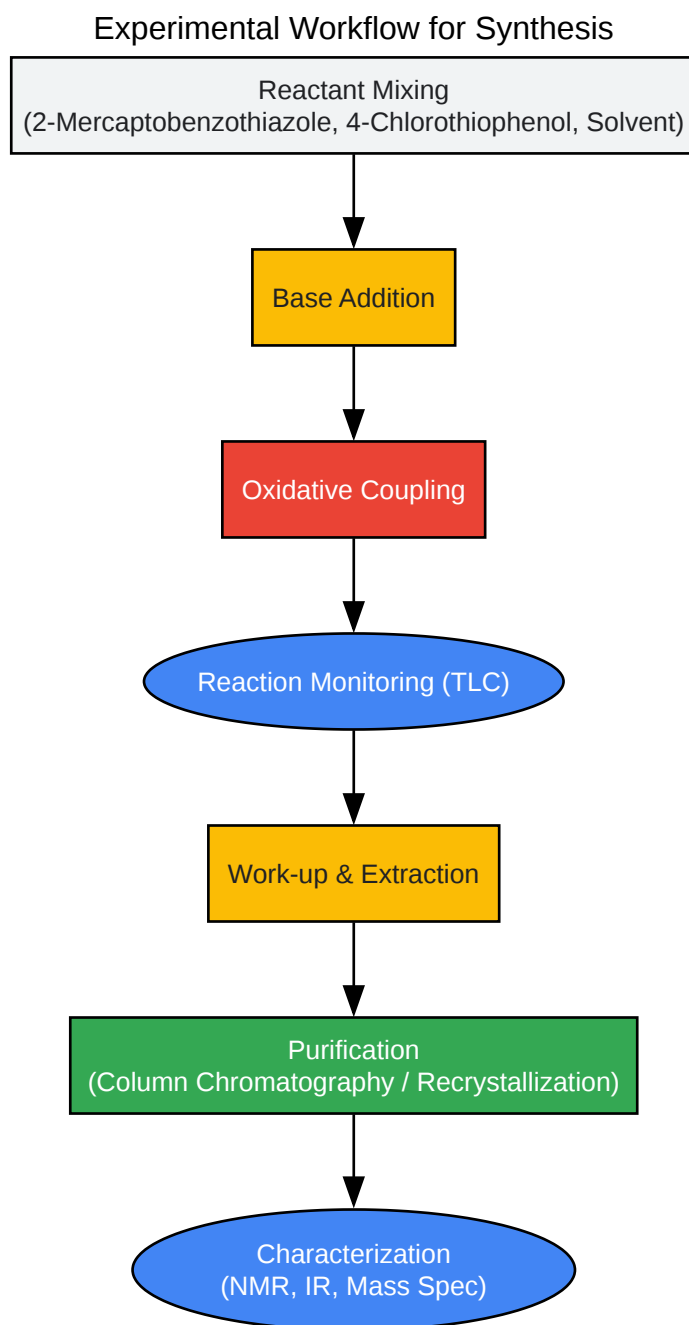 Experimental Workflow for Synthesis
Reactant Mixing
(2-Mercaptobenzothiazole, 4-Chlorothiophenol, Solvent)
Base Addition
Oxidative Coupling
Reaction Monitoring (TLC)
Work-up & Extraction
Purification
(Column Chromatography / Recrystallization)
Characterization
(NMR, IR, Mass Spec)